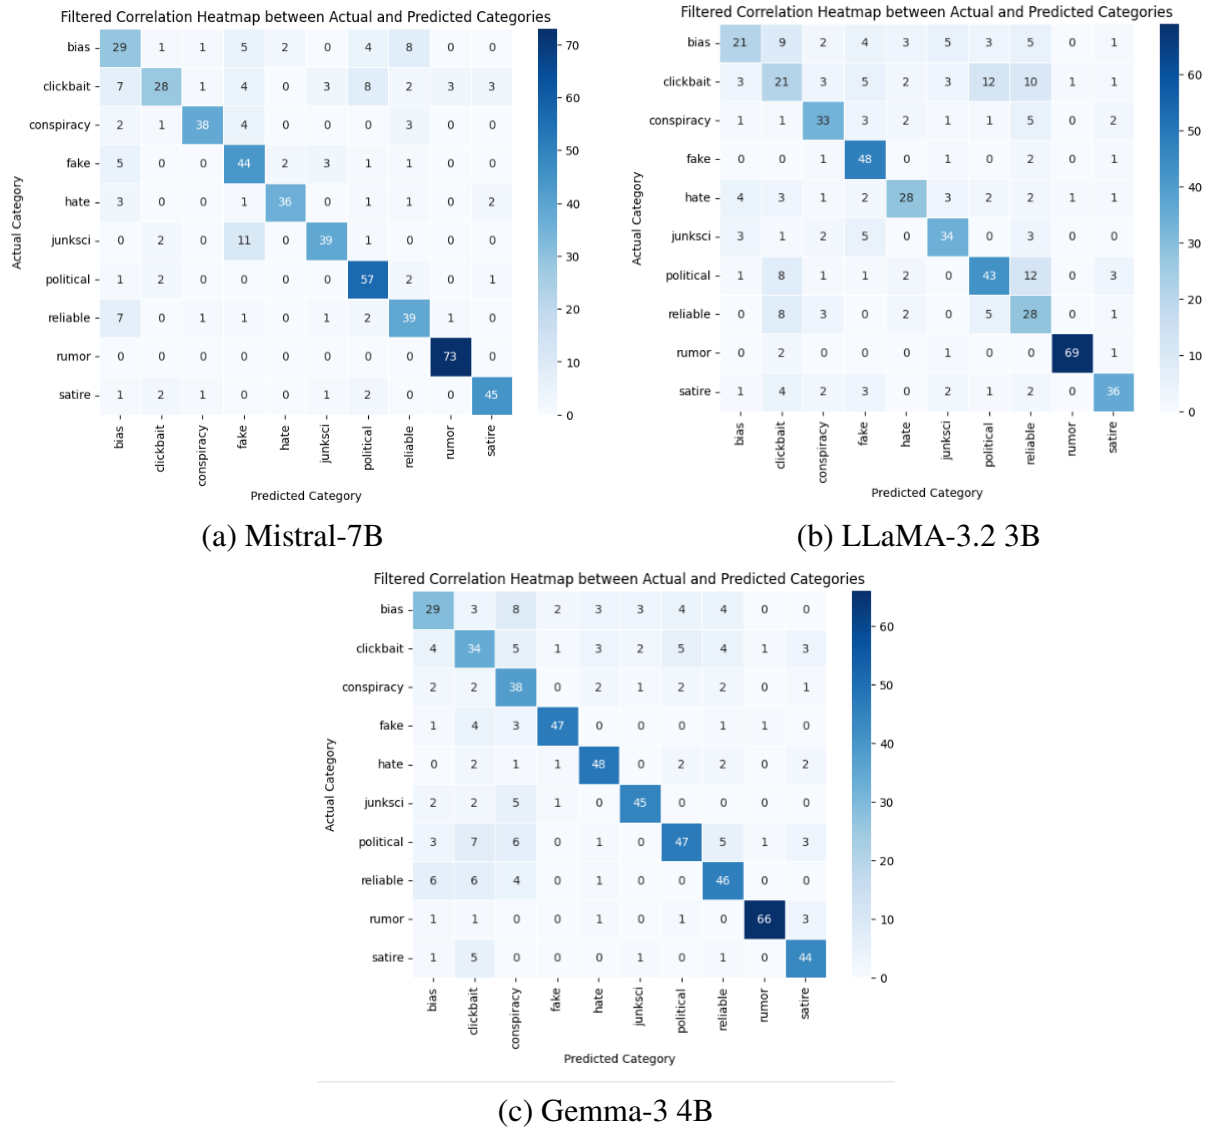 Filtered Correlation Heatmap between Actual and Predicted Categories
Actual Category
bias 29 1 1 5 2 0 4 8 0 0
clickbait 7 28 1 4 0 3 8 2 3 3
conspiracy 2 1 38 4 0 0 0 3 0 0
fake 5 0 0 44 2 3 1 1 0 0
hate 3 0 0 1 36 0 1 1 0 2
junksci 0 2 0 11 0 39 1 0 0 0
political 1 2 0 0 0 0 57 2 0 1
reliable 7 0 1 1 0 1 2 39 1 0
rumor 0 0 0 0 0 0 0 0 73 0
satire 1 2 1 0 0 1 2 0 0 45
bias clickbait conspiracy fake hate junksci political reliable rumor satire
Predicted Category
70
60
50
40
30
20
10
0
(a) Mistral-7B
Filtered Correlation Heatmap between Actual and Predicted Categories
Actual Category
bias 21 9 2 4 3 5 3 5 0 1
clickbait 3 21 3 5 2 3 12 10 1 1
conspiracy 1 1 33 3 2 1 1 5 0 2
fake 0 0 1 48 0 1 0 2 0 1
hate 4 3 1 2 28 3 2 2 1 1
junksci 3 1 2 5 0 34 0 3 0 0
political 1 8 1 1 2 0 43 12 0 3
reliable 0 8 3 0 2 0 5 28 0 1
rumor 0 2 0 0 0 1 0 0 69 1
satire 1 4 2 3 0 2 1 2 0 36
bias clickbait conspiracy fake hate junksci political reliable rumor satire
Predicted Category
60
50
40
30
20
10
0
(b) LLaMA-3.2 3B
Filtered Correlation Heatmap between Actual and Predicted Categories
Actual Category
bias 29 3 8 2 3 3 4 4 0 0
clickbait 4 34 5 1 3 2 5 4 1 3
conspiracy 2 2 38 0 2 1 2 2 0 1
fake 1 4 3 47 0 0 0 1 1 0
hate 0 2 1 1 48 0 2 2 0 2
junksci 2 2 5 1 0 45 0 0 0 0
political 3 7 6 0 1 0 47 5 1 3
reliable 6 6 4 0 1 0 0 46 0 0
rumor 1 1 0 0 1 0 1 0 66 3
satire 1 5 0 0 0 1 0 1 0 44
bias clickbait conspiracy fake hate junksci political reliable rumor satire
Predicted Category
60
50
40
30
20
10
0
(c) Gemma-3 4B